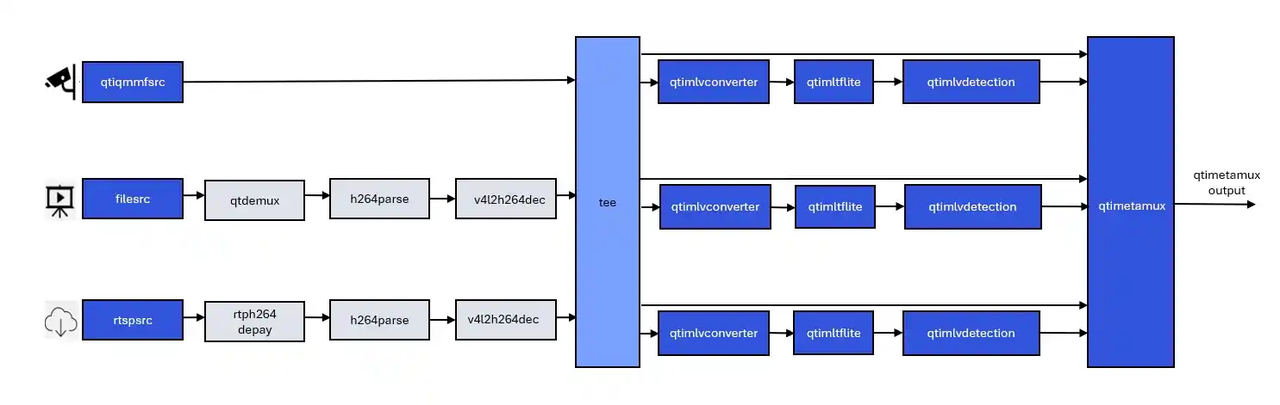 qtiqmmfsrc
qtimlvconverter
qtimltflite
qtimlvdetection
filesrc
qtdemux
h264parse
v4l2h264dec
tee
qtimlvconverter
qtimltflite
qtimlvdetection
qtimetamux
qtimetamux
output
rtspsrc
rtph264
depay
h264parse
v4l2h264dec
qtimlvconverter
qtimltflite
qtimlvdetection